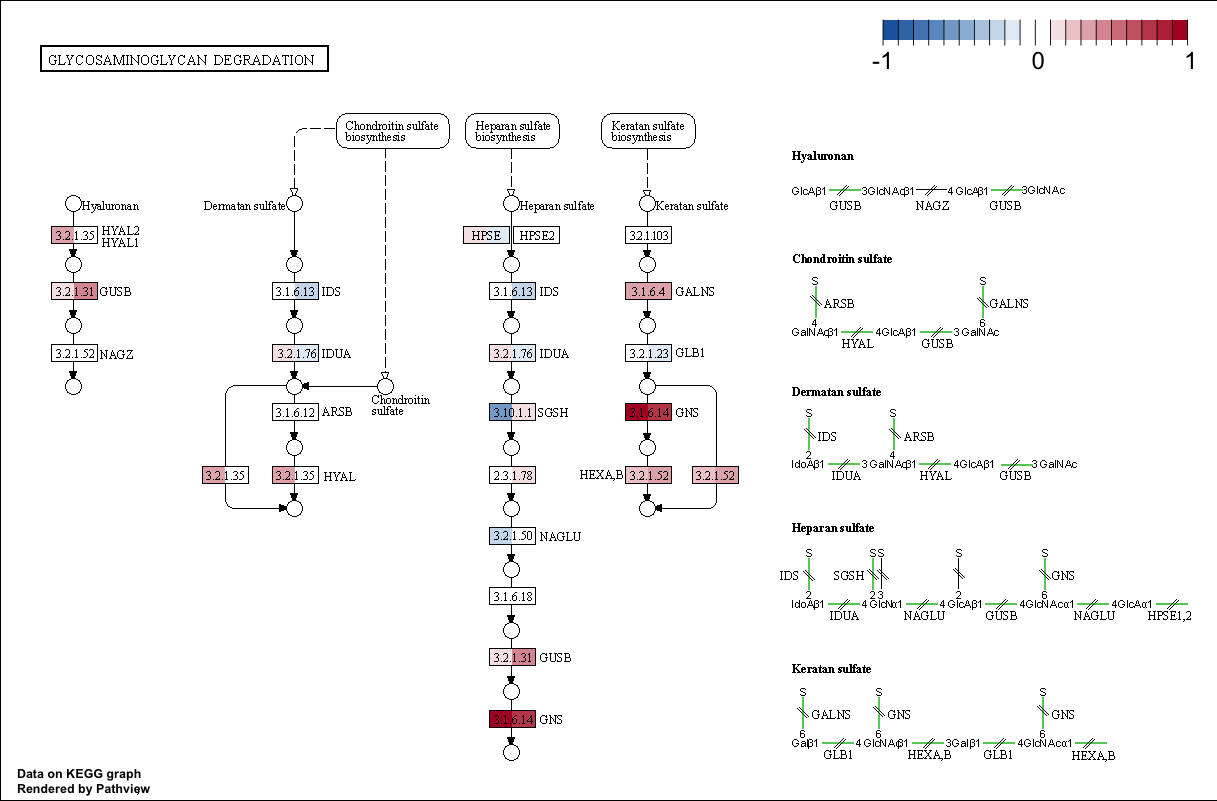 -1 0 1
GLYCOSAMINOGLYCAN DEGRADATION
Chondroitin sulfate
biosynthesis
Heparan sulfate
biosynthesis
Keratan sulfate
biosynthesis
Hyaluronan
Dermatan sulfate
Heparan sulfate
Keratan sulfate
3.2.1.35
HYAL2
HYAL1
HPSE
HPSE2
3.2.1.103
3.2.1.31
GUSB
3.1.6.13
IDS
3.1.6.13
IDS
3.1.6.4
GALNS
3.2.1.52
NAGZ
3.2.1.76
IDUA
3.2.1.76
IDUA
3.2.1.23
GLB1
Chondroitin
sulfate
3.1.6.12
ARSB
3.10.1.1
SGSH
3.1.6.14
GNS
3.2.1.35
3.2.1.35
HYAL
2.3.1.78
HEXA,B
3.2.1.52
3.2.1.52
3.2.1.50
NAGLU
3.1.6.18
3.2.1.31
GUSB
3.1.6.14
GNS
Hyaluronan
GlcAβ1 3GlcNAcβ1 4 GlcAβ1 3GlcNAc
GUSB NAGZ GUSB
Chondroitin sulfate
S S
ARSB GALNS
4 6
GalNAcβ1 4GlcAβ1 3 GalNAc
HYAL GUSB
Dermatan sulfate
S S
IDS ARSB
2 4
IdoAβ1 3 GalNAcβ1 4GlcAβ1 3 GalNAc
IDUA HYAL GUSB
Heparan sulfate
S S S S S
IDS SGSH GNS
2 2 3 2 6
IdoAβ1 4 GlcNα1 4 GlcAβ1 4GlcNAcα1 4GlcAα1
IDUA NAGLU GUSB NAGLU HPSE1,2
Keratan sulfate
S S S
GALNS GNS GNS
6 6 6
Galβ1 4 GlcNAcβ1 3Galβ1 4GlcNAcα1
GLB1 HEXA,B GLB1 HEXA,B
Data on KEGG graph
Rendered by Pathview